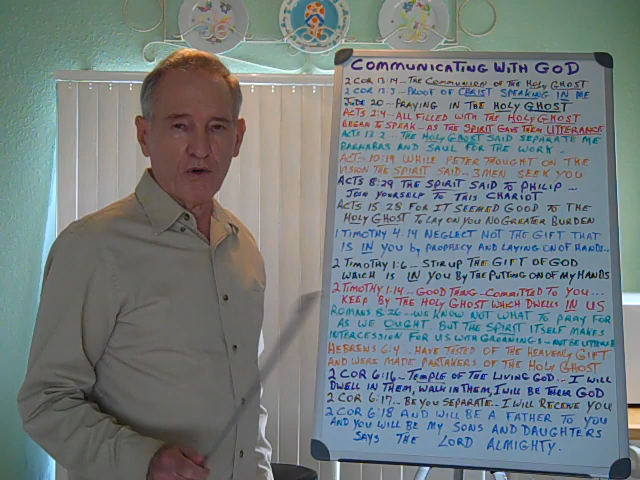 COMMUNICATING WITH GOD
2 COR 13:14 -- THE COMMUNION OF THE HOLY GHOST
2 COR 13:3 -- PROOF OF CHRIST SPEAKING IN ME
JUDE 20 -- PRAYING IN THE HOLY GHOST
ACTS 2:4 - ALL FILLED WITH THE HOLY GHOST
BEGAN TO SPEAK - AS THE SPIRIT GAVE THEM UTTERANCE
ACTS 13:2 - THE HOLY GHOST SAID SEPARATE ME
BARNABAS AND SAUL FOR THE WORK ..
ACTS 10:19 WHILE PETER THOUGHT ON THE
VISION THE SPIRIT SAID .. 3 MEN SEEK YOU
ACTS 8:29 THE SPIRIT SAID TO PHILIP ...
JOIN YOURSELF TO THIS CHARIOT
ACTS 15 28 FOR IT SEEMED GOOD TO THE
HOLY GHOST TO LAY ON YOU NO GREATER BURDEN
1 TIMOTHY 4.14 NEGLECT NOT THE GIFT THAT
IS IN YOU BY PROPHECY AND LAYING ON OF HANDS...
2 TIMOTHY 1:6 - STIR UP THE GIFT OF GOD
WHICH IS IN YOU BY THE PUTTING ON OF MY HANDS
2 TIMOTHY 1:14 - GOOD THING - COMMITTED TO YOU...
KEEP BY THE HOLY GHOST WHICH DWELLS IN US
ROMANS 8:26 -- WE KNOW NOT WHAT TO PRAY FOR
AS WE OUGHT. BUT THE SPIRIT ITSELF MAKES
INTERCESSION FOR US WITH GROANINGS - NOT BE UTTERED
HEBREWS 6:4. HAVE TASTED OF THE HEAVENLY GIFT
AND WERE MADE PARTAKERS OF THE HOLY GHOST
2 COR 6:16 -- TEMPLE OF THE LIVING GOD -- I WILL
DWELL IN THEM, WALK IN THEM, I WILL BE THEIR GOD
2 COR 6:17 .. BE YOU SEPARATE .. I WILL RECEIVE YOU
2 COR 6:18 AND WILL BE A FATHER TO YOU
AND YOU WILL BE MY SONS AND DAUGHTERS
SAYS THE LORD ALMIGHTY.